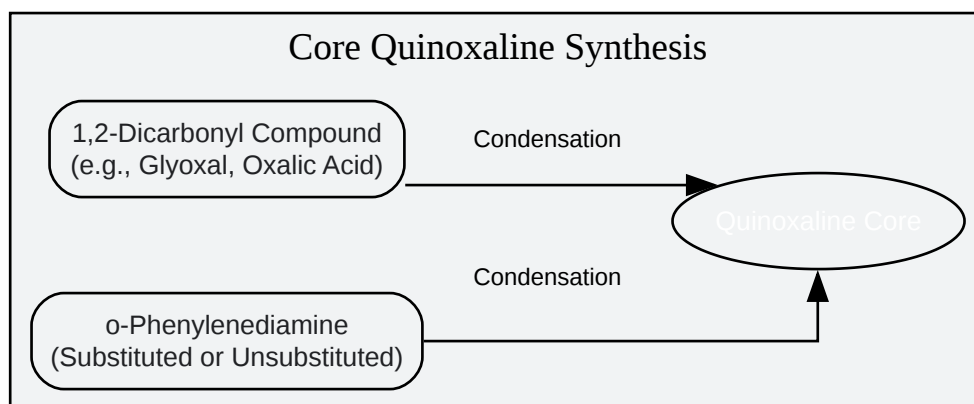 Core Quinoxaline Synthesis
1,2-Dicarbonyl Compound
(e.g., Glyoxal, Oxalic Acid)
Condensation
Quinoxaline Core
Condensation
o-Phenylenediamine
(Substituted or Unsubstituted)